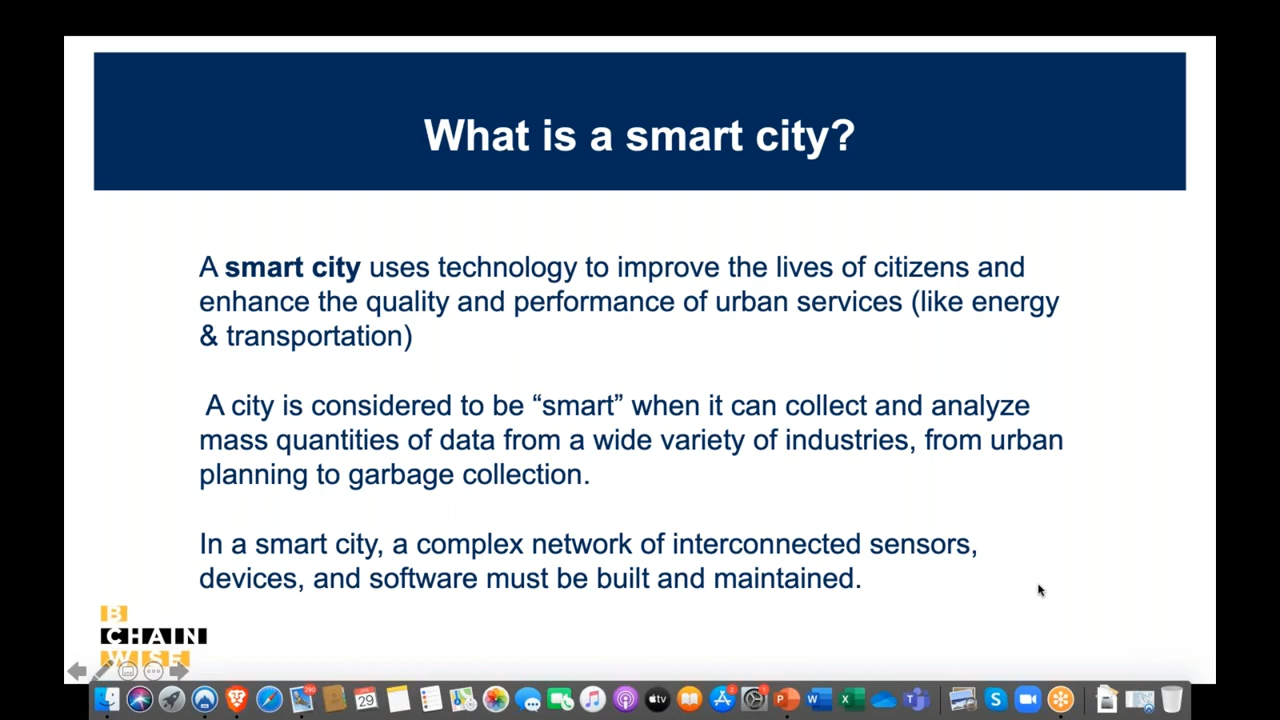 What is a smart city?
A smart city uses technology to improve the lives of citizens and
enhance the quality and performance of urban services (like energy
& transportation)
A city is considered to be “smart” when it can collect and analyze
mass quantities of data from a wide variety of industries, from urban
planning to garbage collection.
In a smart city, a complex network of interconnected sensors,
devices, and software must be built and maintained.
B
CHAIN
WISE
29
tv